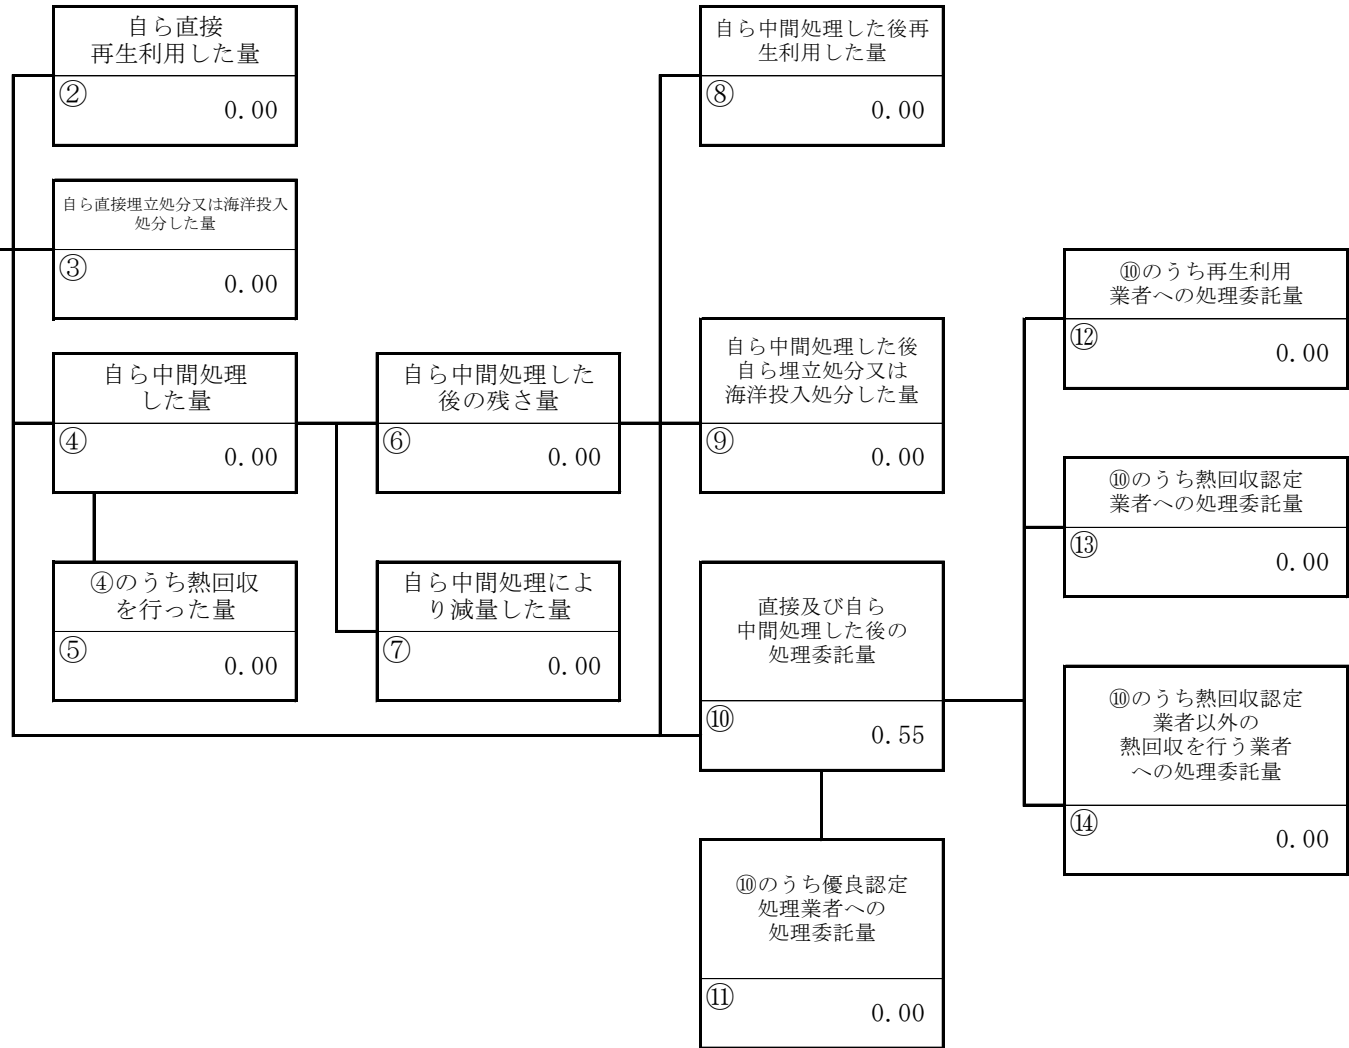 自ら直接
再生利用した量
②
0.00
自ら直接埋立処分又は海洋投入
処分した量
③
0.00
自ら中間処理
した量
④
0.00
④のうち熱回収
を行った量
⑤
0.00
自ら中間処理した
後の残さ量
⑥
0.00
自ら中間処理によ
り減量した量
⑦
0.00
自ら中間処理した後再
生利用した量
⑧
0.00
自ら中間処理した後
自ら埋立処分又は
海洋投入処分した量
⑨
0.00
直接及び自ら
中間処理した後の
処理委託量
⑩
0.55
⑩のうち優良認定
処理業者への
処理委託量
⑪
0.00
⑩のうち再生利用
業者への処理委託量
⑫
0.00
⑩のうち熱回収認定
業者への処理委託量
⑬
0.00
⑩のうち熱回収認定
業者以外の
熱回収を行う業者
への処理委託量
⑭
0.00